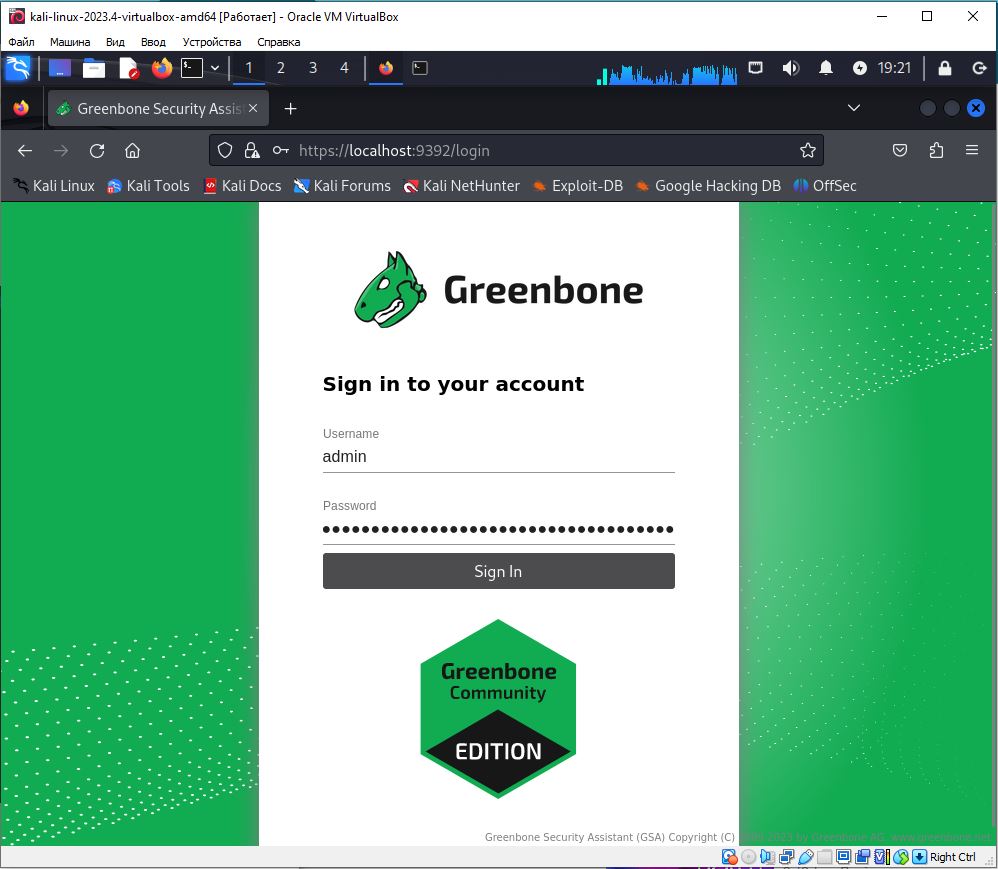 kali-linux-2023.4-virtualbox-amd64 [Работает] - Oracle VM VirtualBox
Файл Машина Вид Ввод Устройства Справка
1 2 3 4 19:21
Greenbone Security Assis
https://localhost:9392/login
Kali Linux Kali Tools Kali Docs Kali Forums Kali NetHunter Exploit-DB Google Hacking DB OffSec
Greenbone
Sign in to your account
Username
admin
Password
Sign In
Greenbone
Community
EDITION
Greenbone Security Assistant (GSA) Copyright (C) 2009-2023 by Greenbone AG, www.greenbone.net
Right Ctrl